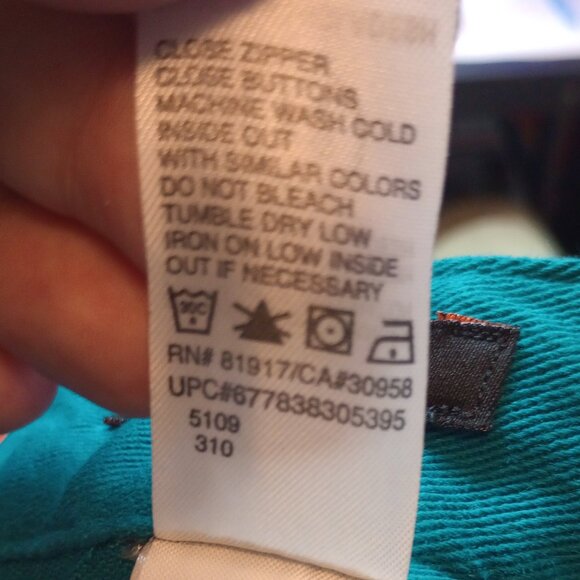 CLOSE ZIPPER
CLOSE BUTTONS
MACHINE WASH COLD
INSIDE OUT
WITH SIMILAR COLORS
DO NOT BLEACH
TUMBLE DRY LOW
IRON ON LOW INSIDE
OUT IF NECESSARY
30C
RN# 81917/CA#30958
UPC#677838305395
5109
310